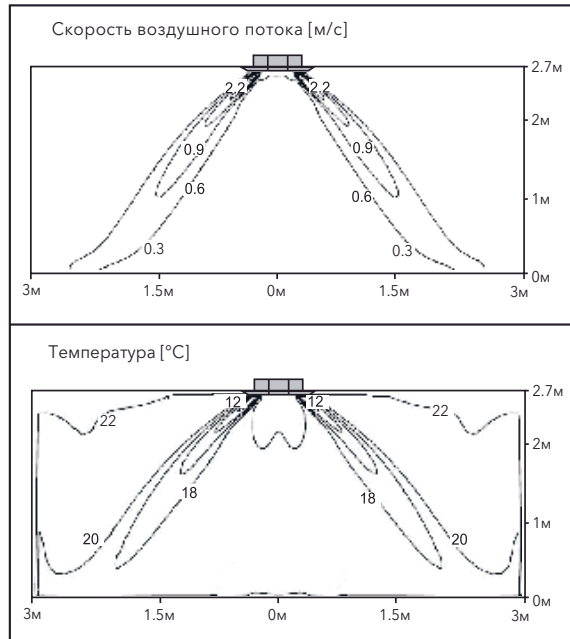 Скорость воздушного потока [м/с]
2.7м
2.2 2.2
2м
0.9 0.9
0.6 0.6
1м
0.3 0.3
0м
3м 1.5м 0м 1.5м 3м
Температура [°C]
2.7м
12 12
22 22
2м
18 18
1м
20 20
0м
3м 1.5м 0м 1.5м 3м